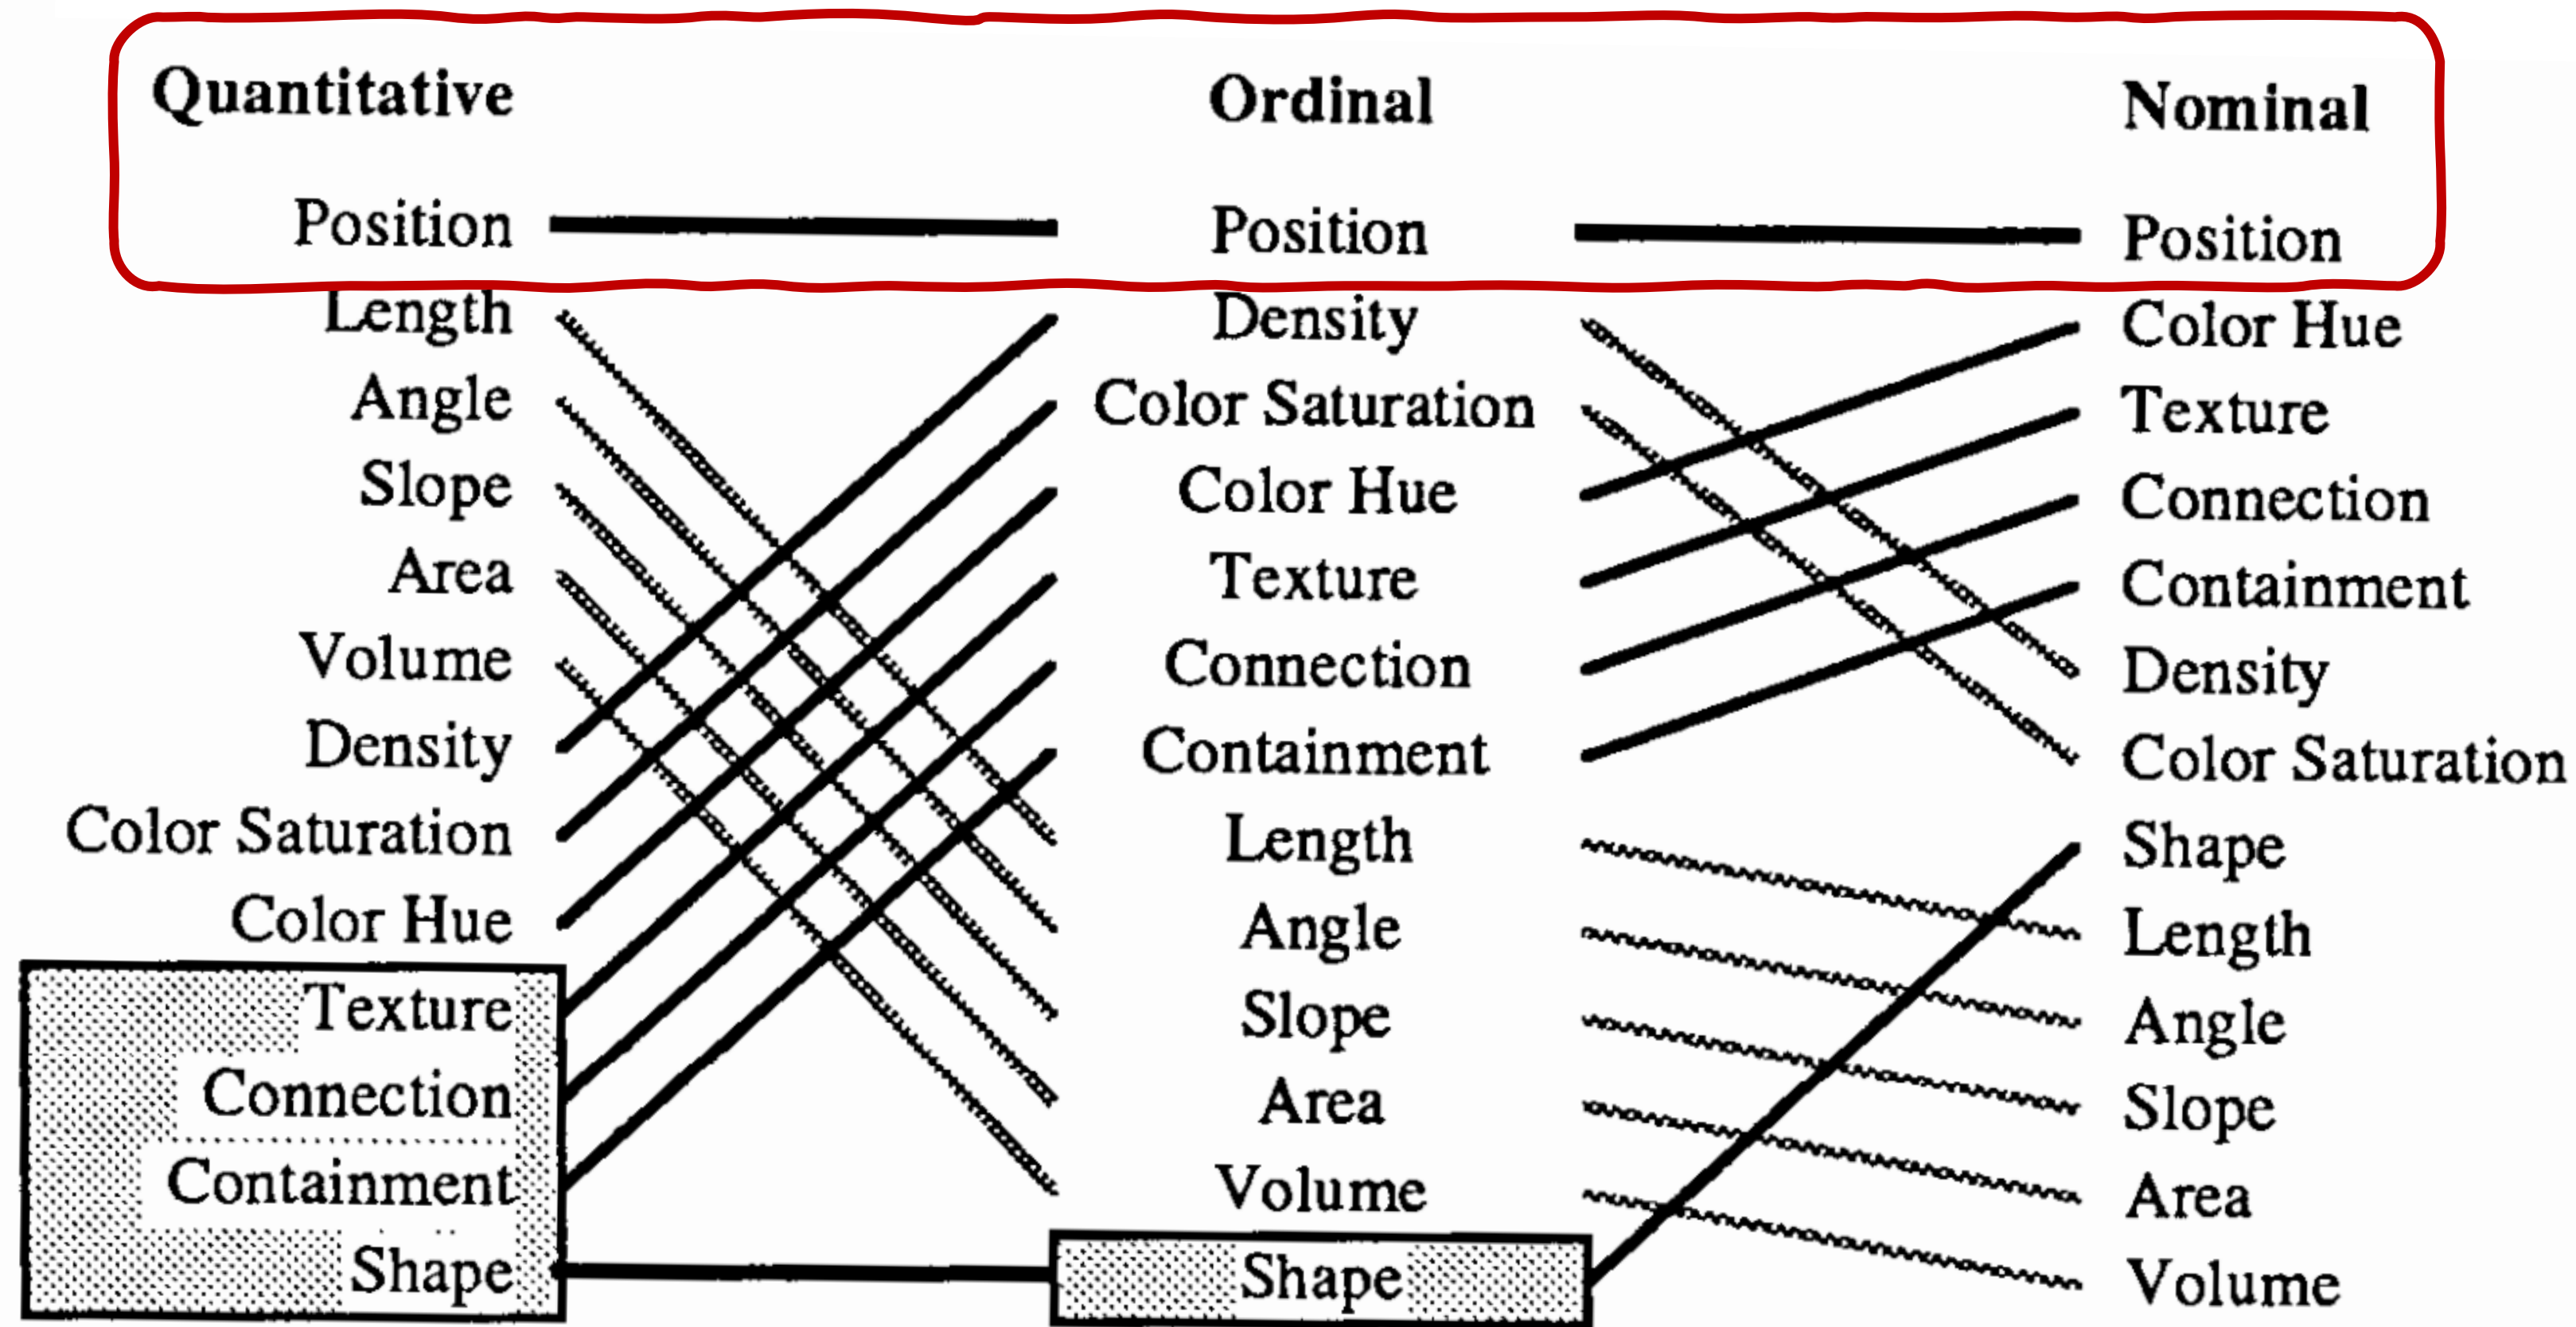 Quantitative
Position
Length
Angle
Slope
Area
Volume
Density
Color Saturation
Color Hue
Texture
Connection
Containment
Shape
Ordinal
Position
Density
Color Saturation
Color Hue
Texture
Connection
Containment
Length
Angle
Slope
Area
Volume
Shape
Nominal
Position
Color Hue
Texture
Connection
Containment
Density
Color Saturation
Shape
Length
Angle
Slope
Area
Volume